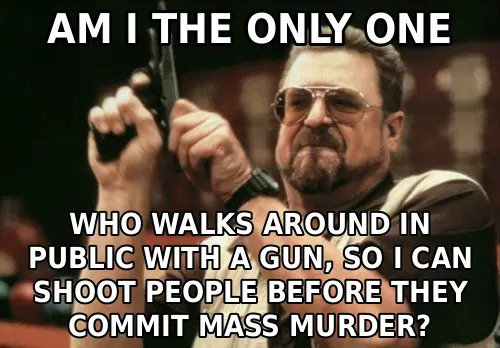 AM I THE ONLY ONE
WHO WALKS AROUND IN
PUBLIC WITH A GUN, SO I CAN
SHOOT PEOPLE BEFORE THEY
COMMIT MASS MURDER?